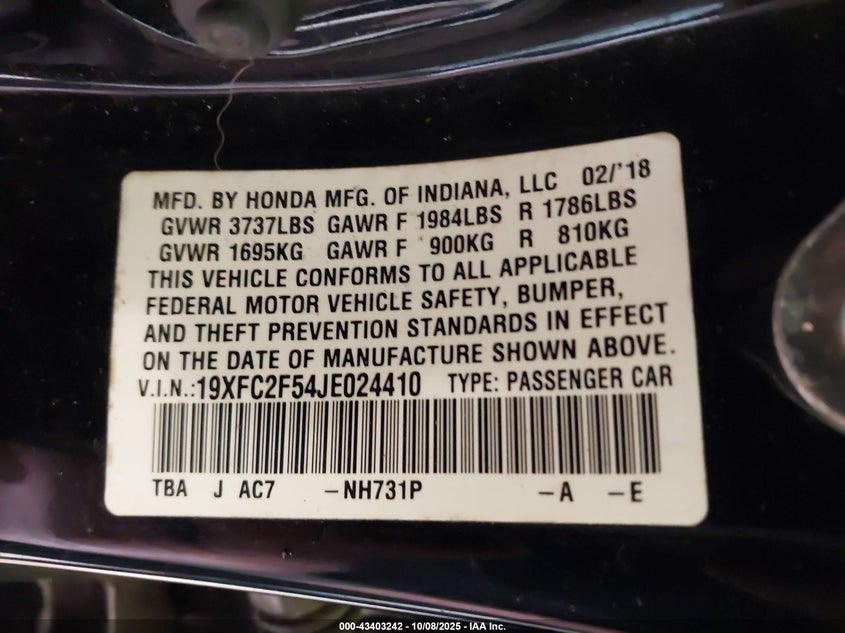 MFD. BY HONDA MFG. OF INDIANA, LLC 02/'18
GVWR 3737LBS GAWR F 1984LBS R 1786LBS
GVWR 1695KG GAWR F 900KG R 810KG
THIS VEHICLE CONFORMS TO ALL APPLICABLE
FEDERAL MOTOR VEHICLE SAFETY, BUMPER,
AND THEFT PREVENTION STANDARDS IN EFFECT
ON THE DATE OF MANUFACTURE SHOWN ABOVE.
V.I.N.:19XFC2F54JE024410 TYPE: PASSENGER CAR
TBA J AC7 -NH731P -A -E
000-43403242 - 10/08/2025 - IAA Inc.